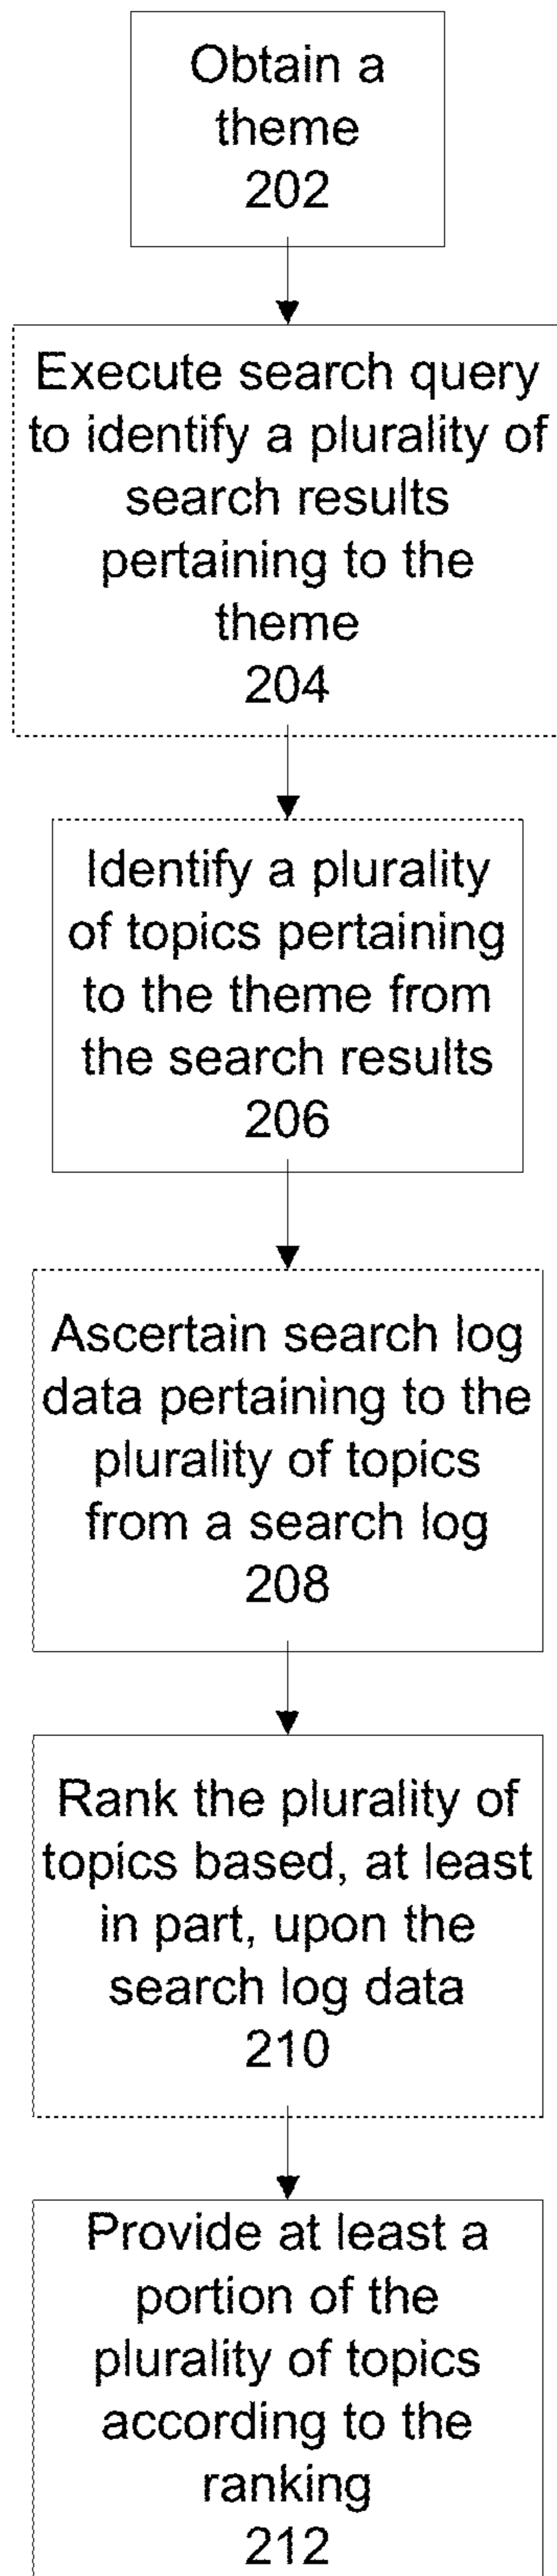 Obtain a
theme
202
Execute search query
to identify a plurality of
search results
pertaining to the
theme
204
Identify a plurality
of topics pertaining
to the theme from
the search results
206
Ascertain search log
data pertaining to the
plurality of topics
from a search log
208
Rank the plurality of
topics based, at least
in part, upon the
search log data
210
Provide at least a
portion of the
plurality of topics
according to the
ranking
212